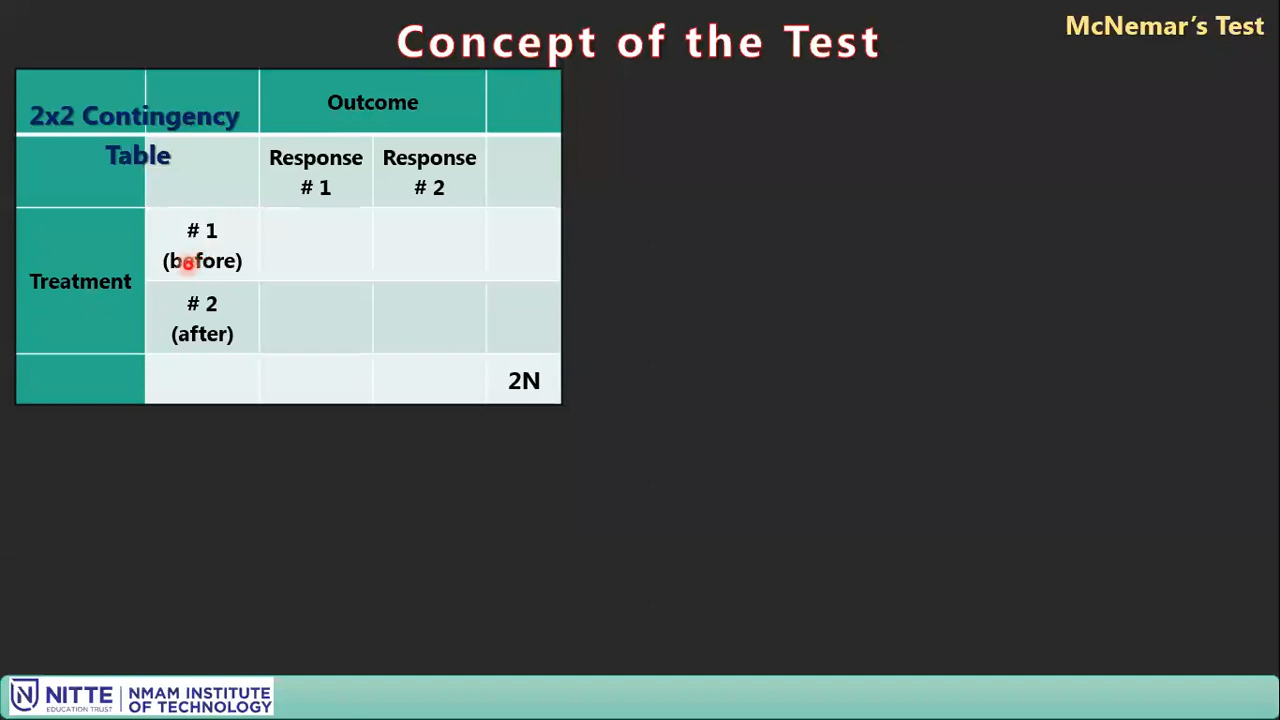 McNemar's Test
Concept of the Test
2x2 Contingency
Table
Outcome
Response
# 1
Response
# 2
Treatment
# 1
(before)
# 2
(after)
2N
NITTE
EDUCATION TRUST
NMAM INSTITUTE
OF TECHNOLOGY